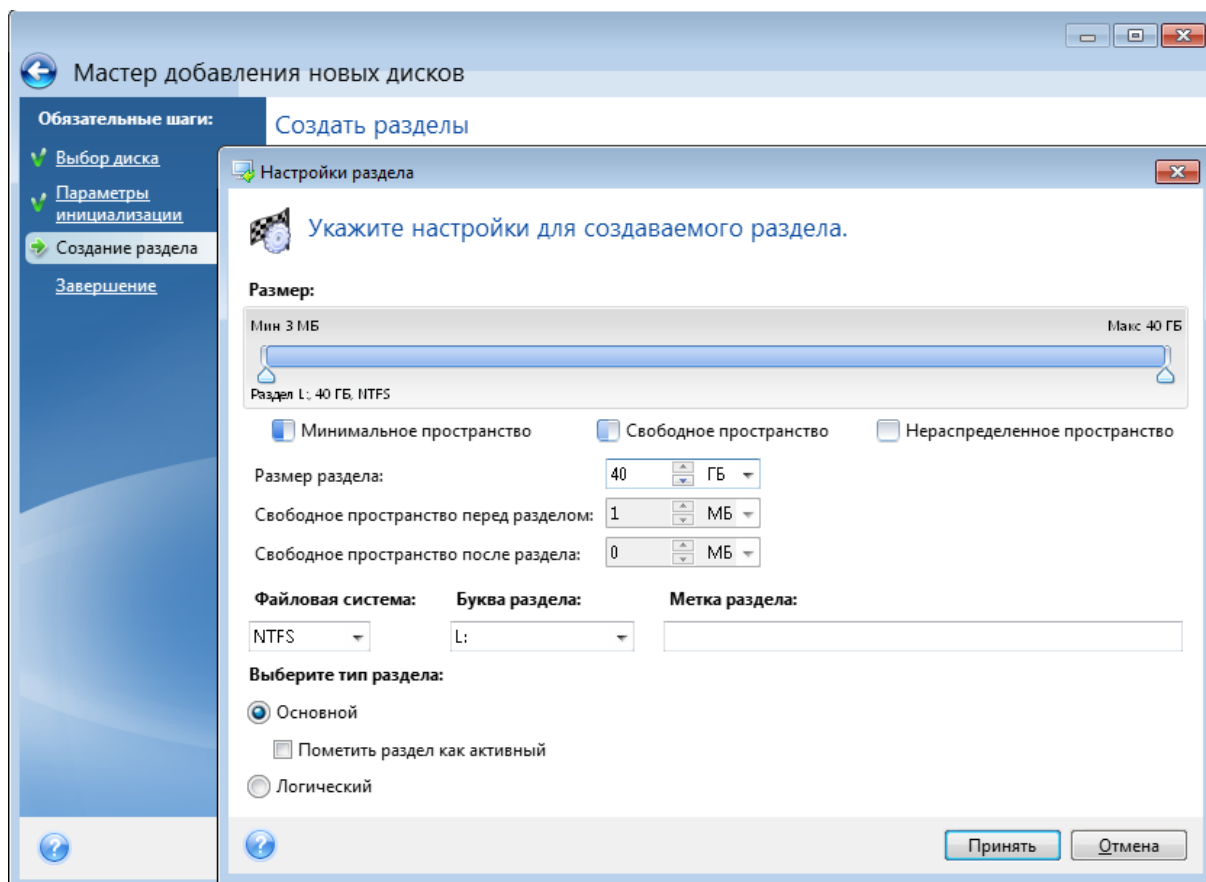 Мастер добавления новых дисков
Обязательные шаги:
Выбор диска
Параметры
инициализации
Создание раздела
Завершение
Создать разделы
Настройки раздела
Укажите настройки для создаваемого раздела.
Размер:
Мин 3 МБ Макс 40 ГБ
Раздел L:, 40 ГБ, NTFS
Минимальное пространство Свободное пространство Нераспределенное пространство
Размер раздела: 40 ГБ
Свободное пространство перед разделом: 1 МБ
Свободное пространство после раздела: 0 МБ
Файловая система: Буква раздела: Метка раздела:
NTFS L:
Выберите тип раздела:
Основной
Пометить раздел как активный
Логический
? ? Принять Отмена